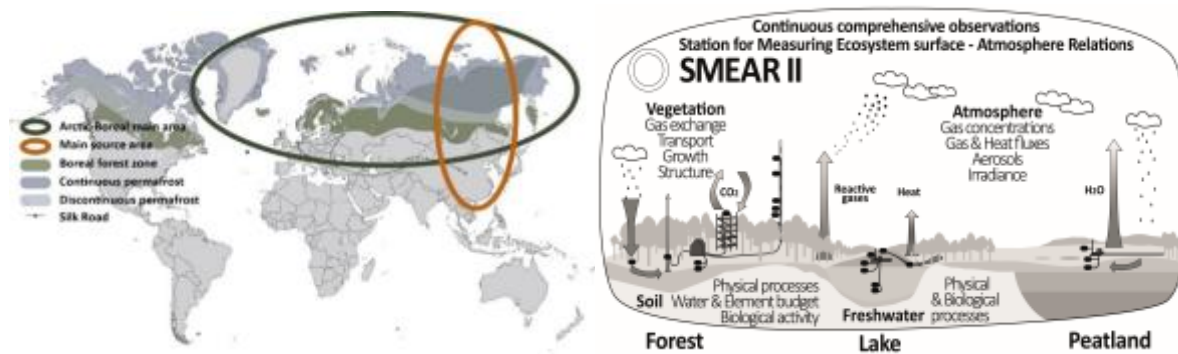 Arctic-Boreal main area
Main source area
Boreal forest zone
Continuous permafrost
Discontinuous permafrost
Silk Road
Continuous comprehensive observations
Station for Measuring Ecosystem surface - Atmosphere Relations
SMEAR II
Vegetation
Gas exchange
Transport
Growth
Structure
Atmosphere
Gas concentrations
Gas & Heat fluxes
Aerosols
Irradiance
CO₂
Reactive
gases
Heat
H₂O
Soil
Physical processes
Water & Element budget
Biological activity
Freshwater
Physical
& Biological
processes
Forest
Lake
Peatland